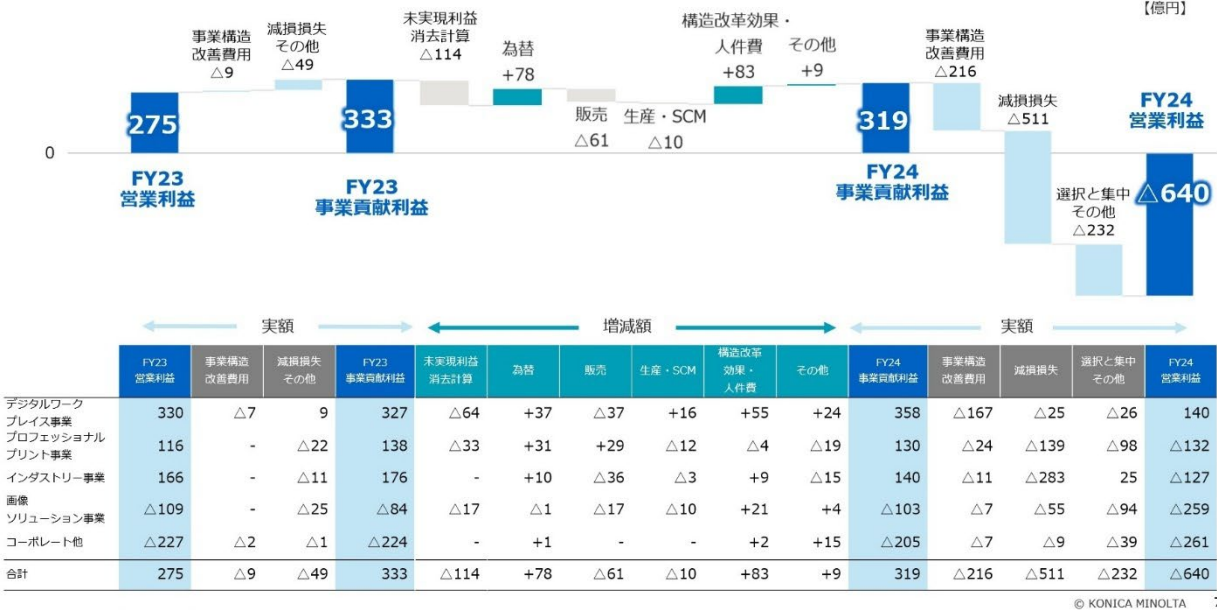 【億円】
事業構造
改善費用
△9
減損損失
その他
△49
未実現利益
消去計算
△114
為替
+78
販売
△61
生産・SCM
△10
構造改革効果・
人件費
+83
その他
+9
事業構造
改善費用
△216
減損損失
△511
選択と集中
その他
△232
275
333
319
△640
0
FY23
営業利益
FY23
事業貢献利益
FY24
事業貢献利益
FY24
営業利益
実額 増減額 実額
FY23
営業利益
事業構造
改善費用
減損損失
その他
FY23
事業貢献利益
未実現利益
消去計算
為替
販売
生産・SCM
構造改革
効果・
人件費
その他
FY24
事業貢献利益
事業構造
改善費用
減損損失
選択と集中
その他
FY24
営業利益
デジタルワーク
プレイス事業
330 △7 9 327 △64 +37 △37 +16 +55 +24 358 △167 △25 △26 140
プロフェッショナル
プリント事業
116 - △22 138 △33 +31 +29 △12 △4 △19 130 △24 △139 △98 △132
インダストリー事業 166 - △11 176 - +10 △36 △3 +9 △15 140 △11 △283 25 △127
画像
ソリューション事業
△109 - △25 △84 △17 △1 △17 △10 +21 +4 △103 △7 △55 △94 △259
コーポレート他 △227 △2 △1 △224 - +1 - - +2 +15 △205 △7 △9 △39 △261
合計 275 △9 △49 333 △114 +78 △61 △10 +83 +9 319 △216 △511 △232 △640
© KONICA MINOLTA